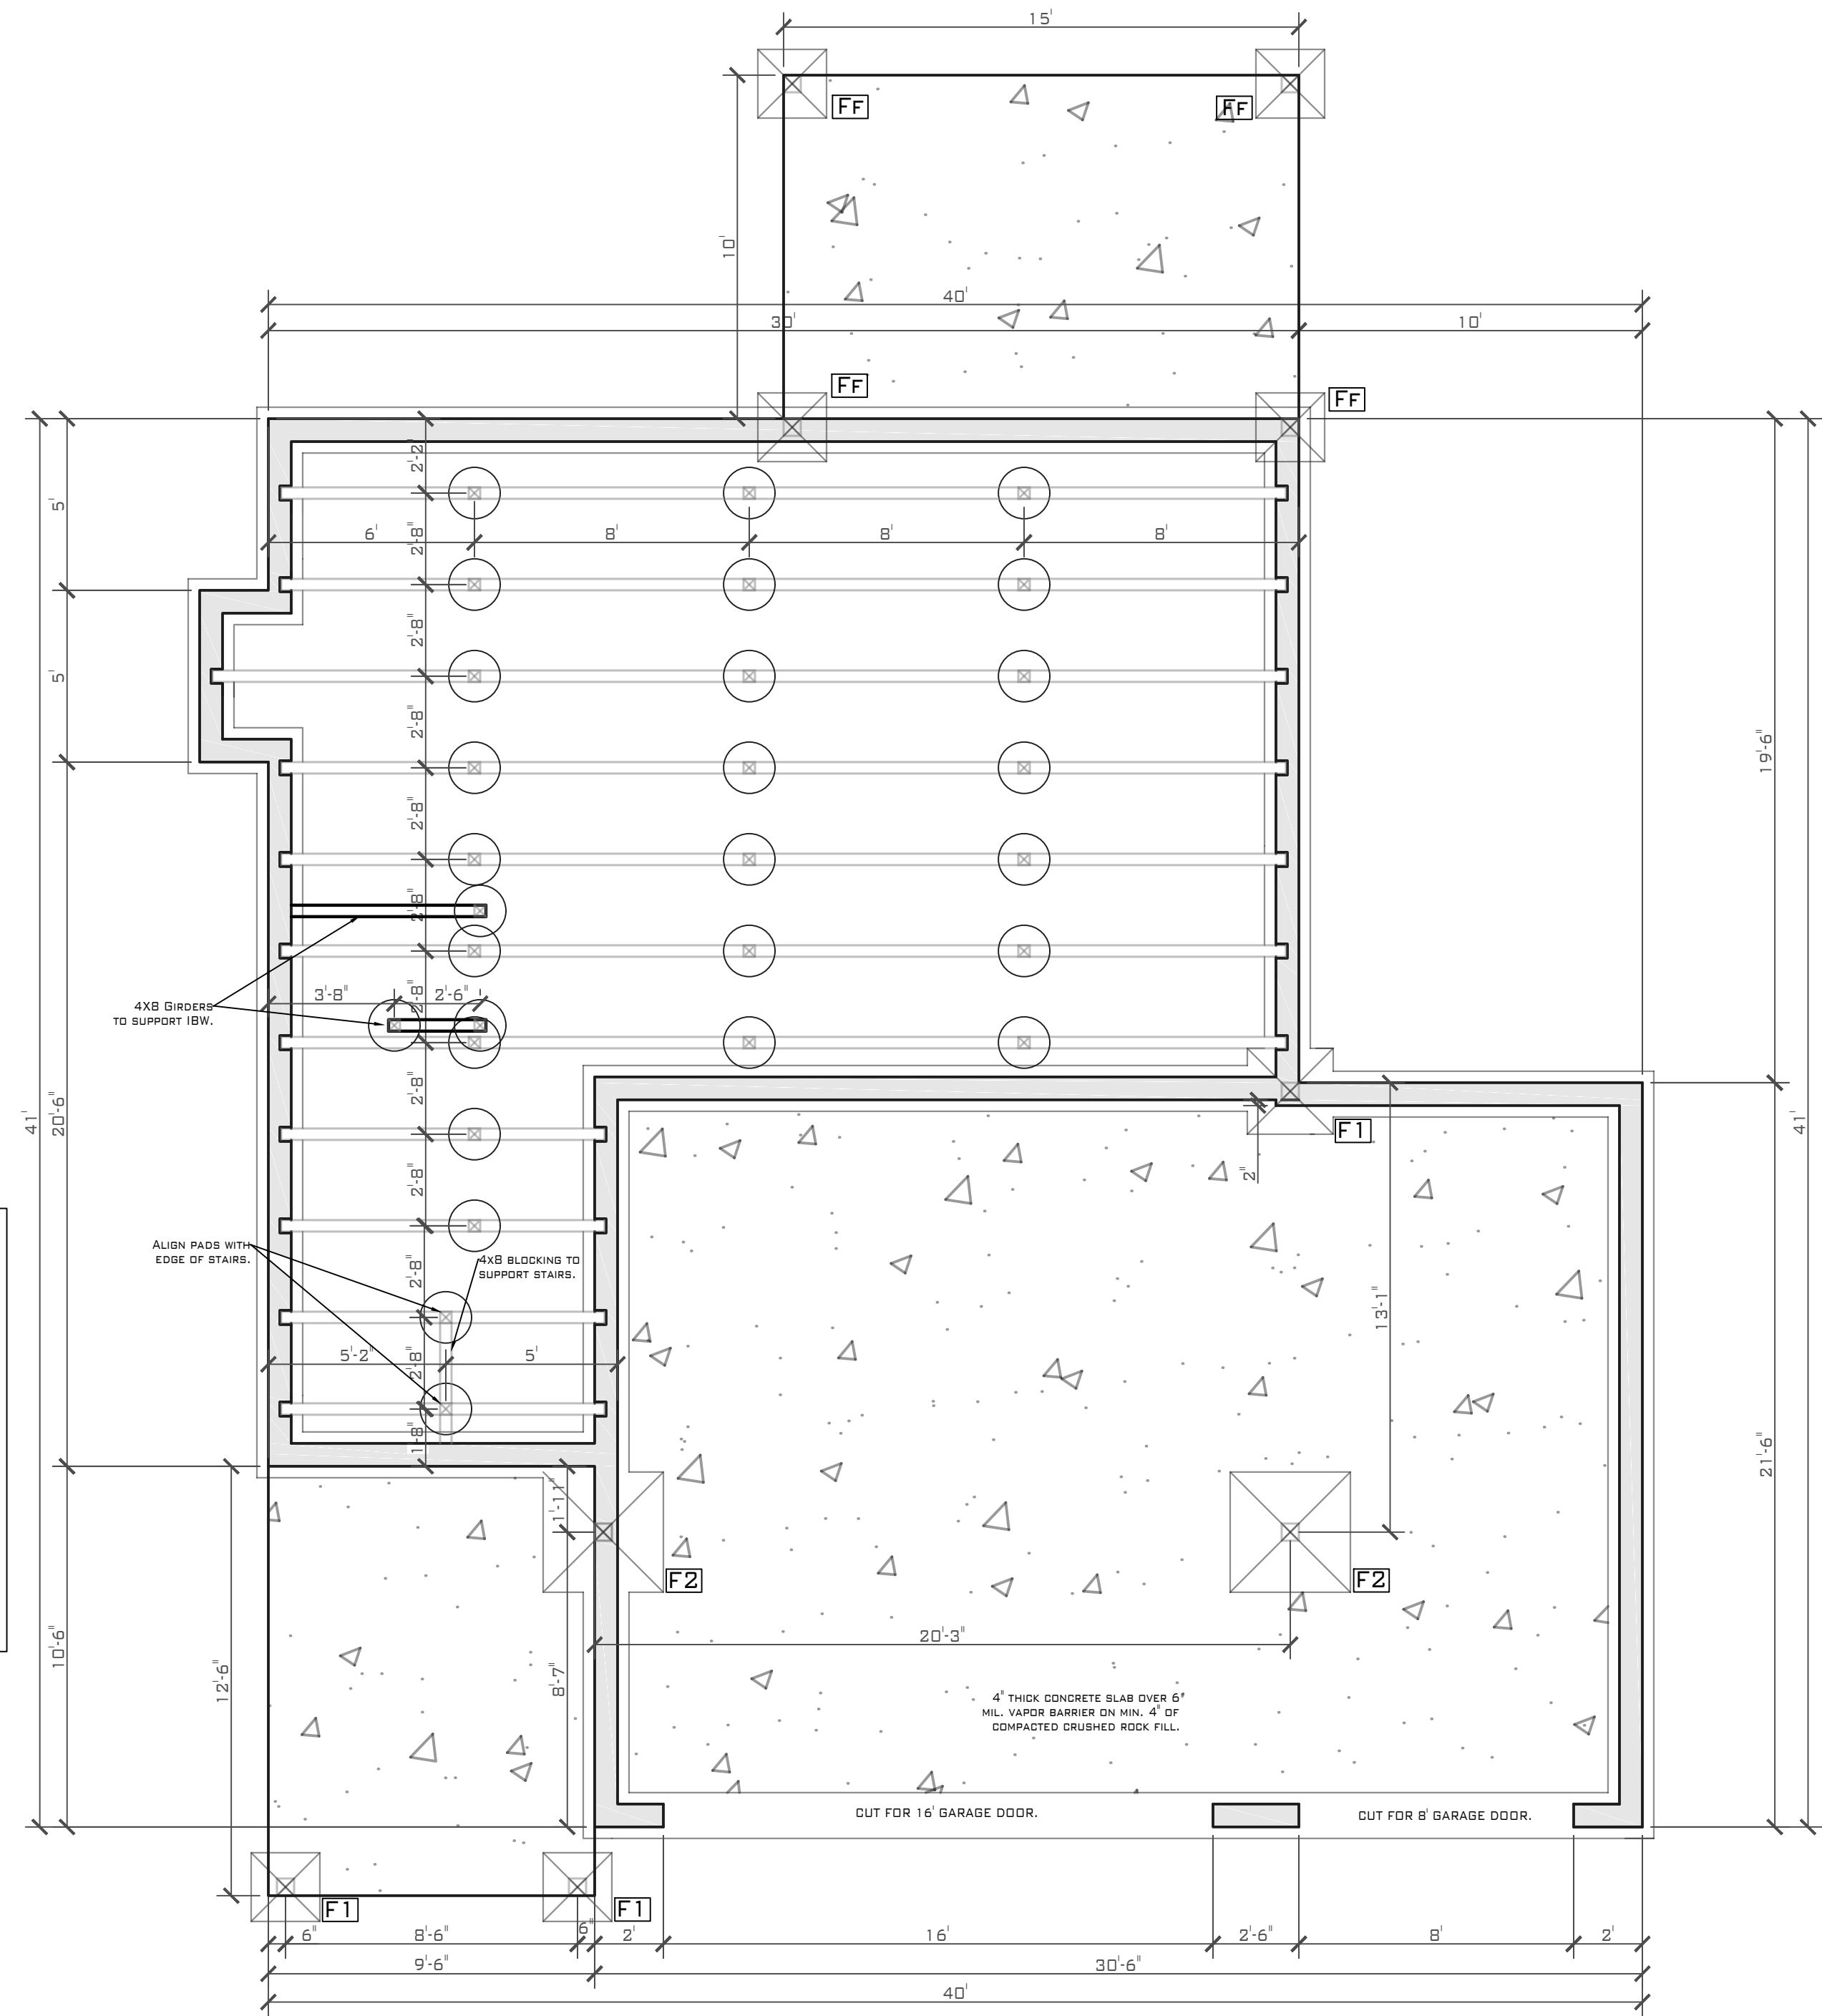 15'
FF
FF
10'
40'
30'
10'
FF
FF
2'-2"
5'
6'
8'
8'
8'
2'-8"
2'-8"
5'
2'-8"
19'-6"
2'-8"
2'-8"
3'-8"
2'-6"
2'-8"
4X8 GIRDERS
TO SUPPORT IBW.
41'
20'-6"
2'-8"
41'
F1
2"
2'-8"
ALIGN PADS WITH
EDGE OF STAIRS.
4X8 BLOCKING TO
SUPPORT STAIRS.
2'-8"
13'-1"
5'-2"
5'
2'-8"
1'-8"
21'-6"
1'-11"
F2
F2
10'-6"
12'-6"
8'-7"
20'-3"
4" THICK CONCRETE SLAB OVER 6"
MIL. VAPOR BARRIER ON MIN. 4" OF
COMPACTED CRUSHED ROCK FILL.
CUT FOR 16' GARAGE DOOR.
CUT FOR 8' GARAGE DOOR.
F1
F1
6"
8'-6"
6"
2'
16'
2'-6"
8'
2'
9'-6"
30'-6"
40'